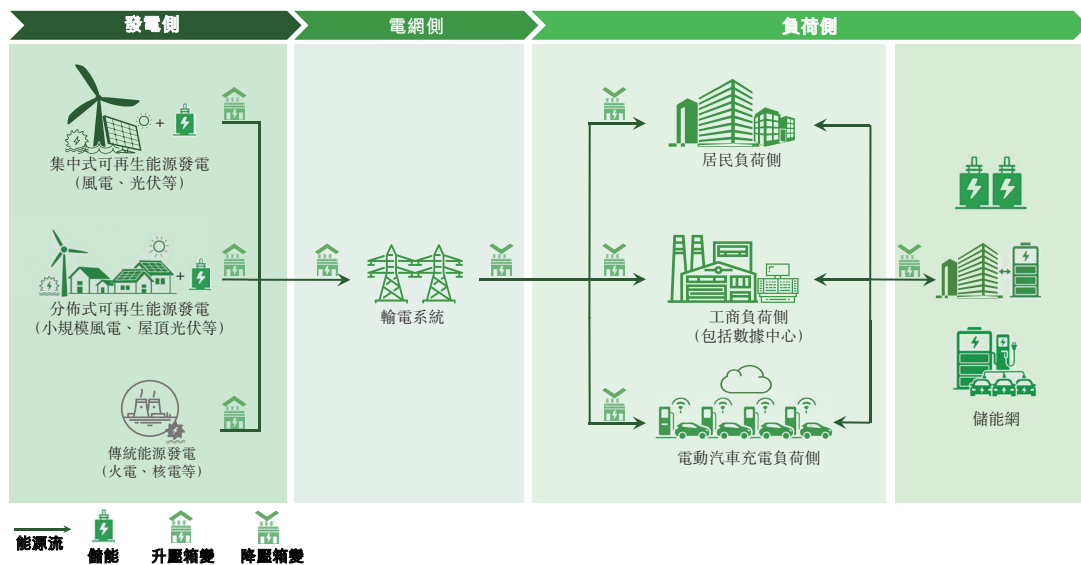 發電側
電網側
負荷側
集中式可再生能源發電
(風電、光伏等)
分佈式可再生能源發電
(小規模風電、屋頂光伏等)
傳統能源發電
(火電、核電等)
輸電系統
居民負荷側
工商負荷側
(包括數據中心)
電動汽車充電負荷側
儲能網
能源流
儲能
升壓箱變
降壓箱變